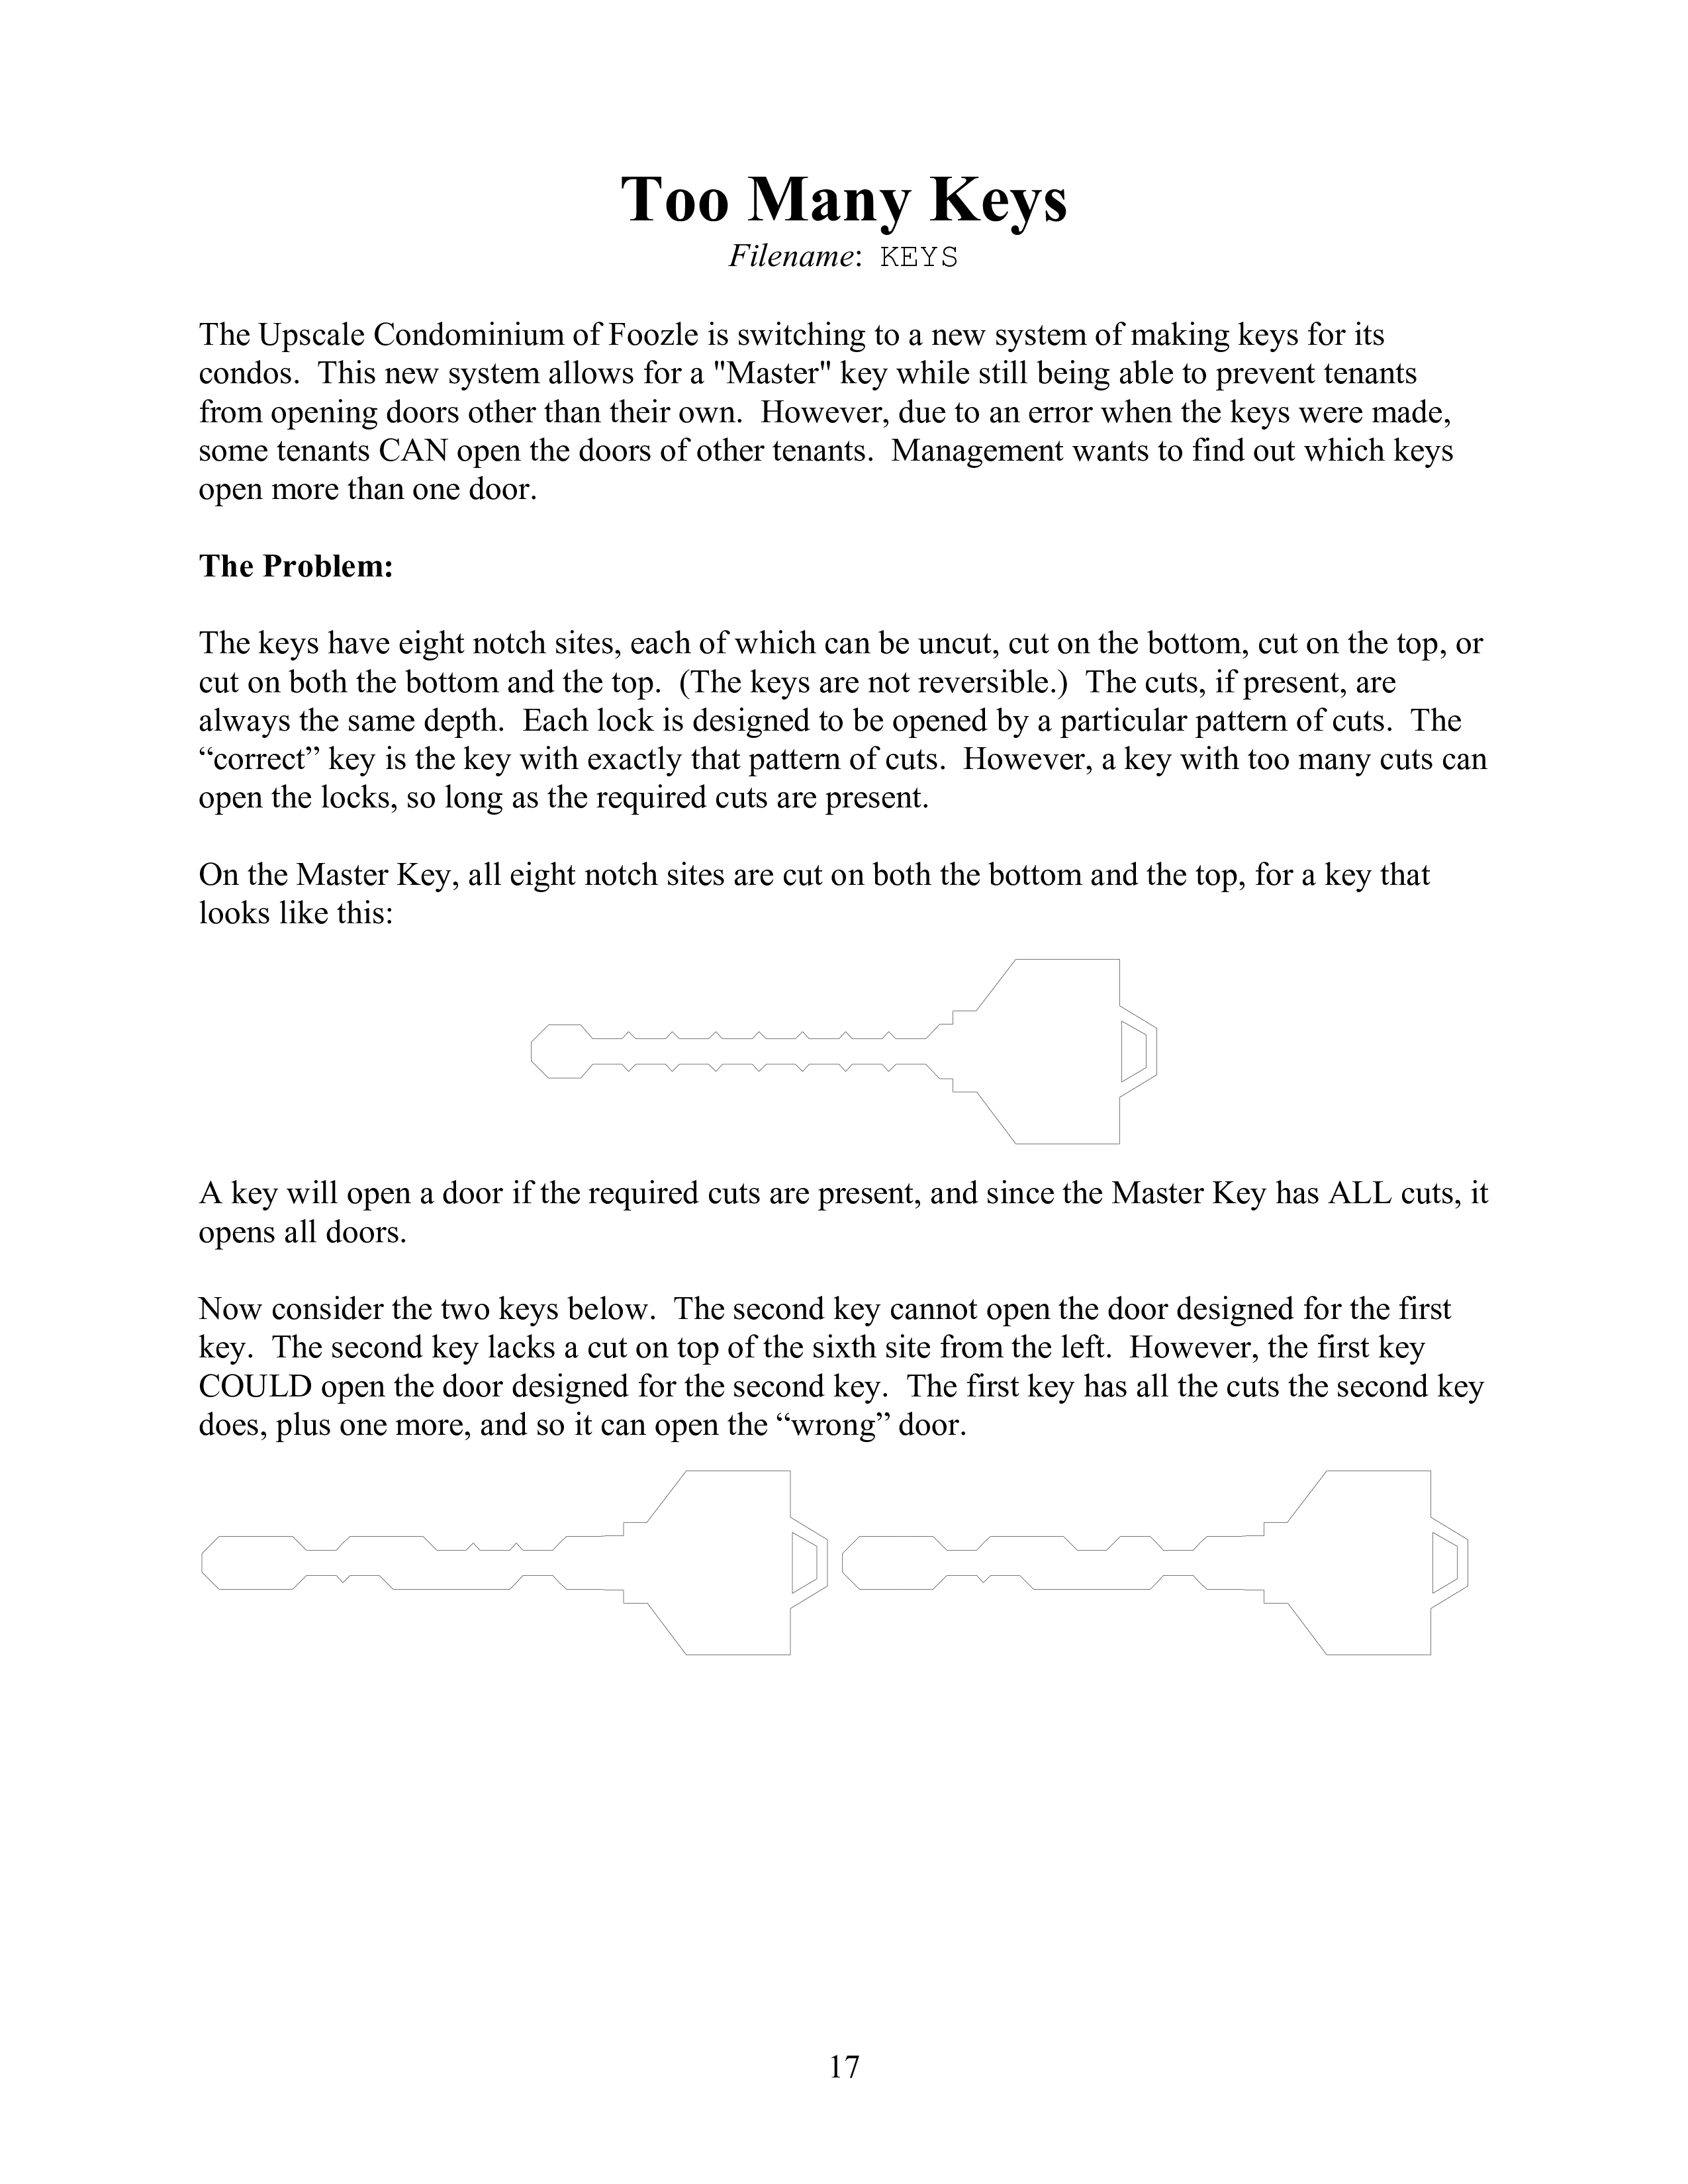 Too Many Keys
Filename: KEYS
The Upscale Condominium of Foozle is switching to a new system of making keys for its
condos.  This new system allows for a "Master" key while still being able to prevent tenants
from opening doors other than their own.  However, due to an error when the keys were made,
some tenants CAN open the doors of other tenants.  Management wants to find out which keys
open more than one door.
The Problem:
The keys have eight notch sites, each of which can be uncut, cut on the bottom, cut on the top, or
cut on both the bottom and the top.  (The keys are not reversible.)  The cuts, if present, are
always the same depth.  Each lock is designed to be opened by a particular pattern of cuts.  The
“correct” key is the key with exactly that pattern of cuts.  However, a key with too many cuts can
open the locks, so long as the required cuts are present.
On the Master Key, all eight notch sites are cut on both the bottom and the top, for a key that
looks like this:
A key will open a door if the required cuts are present, and since the Master Key has ALL cuts, it
opens all doors.
Now consider the two keys below.  The second key cannot open the door designed for the first
key.  The second key lacks a cut on top of the sixth site from the left.  However, the first key
COULD open the door designed for the second key.  The first key has all the cuts the second key
does, plus one more, and so it can open the “wrong” door.
17